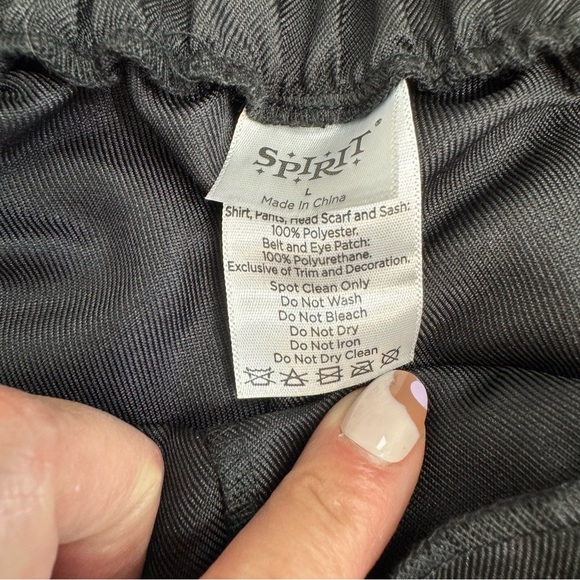 SPIRIT
L
Made In China
Shirt, Pants, Head Scarf and Sash:
100% Polyester.
Belt and Eye Patch:
100% Polyurethane.
Exclusive of Trim and Decoration.
Spot Clean Only
Do Not Wash
Do Not Bleach
Do Not Dry
Do Not Iron
Do Not Dry Clean